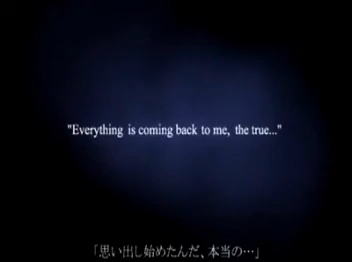 "Everything is coming back to me, the true..."
「思い出し始めたんだ、本当の…」